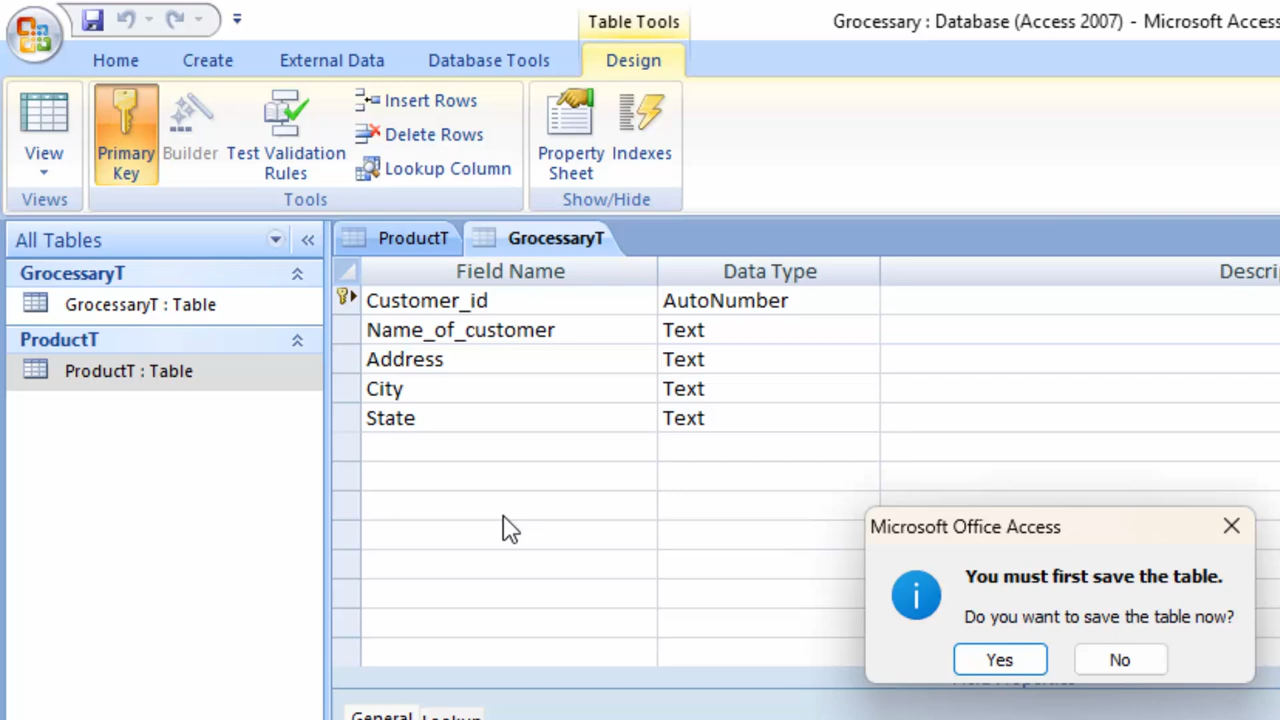 Table Tools
Grocessary : Database (Access 2007) - Microsoft Access
Home
Create
External Data
Database Tools
Design
View
Primary Key
Builder
Test Validation Rules
Insert Rows
Delete Rows
Lookup Column
Property Sheet
Indexes
Views
Tools
Show/Hide
All Tables
GrocessaryT
GrocessaryT : Table
ProductT
ProductT : Table
ProductT
GrocessaryT
Field Name
Data Type
Customer_id
AutoNumber
Name_of_customer
Text
Address
Text
City
Text
State
Text
Microsoft Office Access
You must first save the table.
Do you want to save the table now?
Yes
No
General